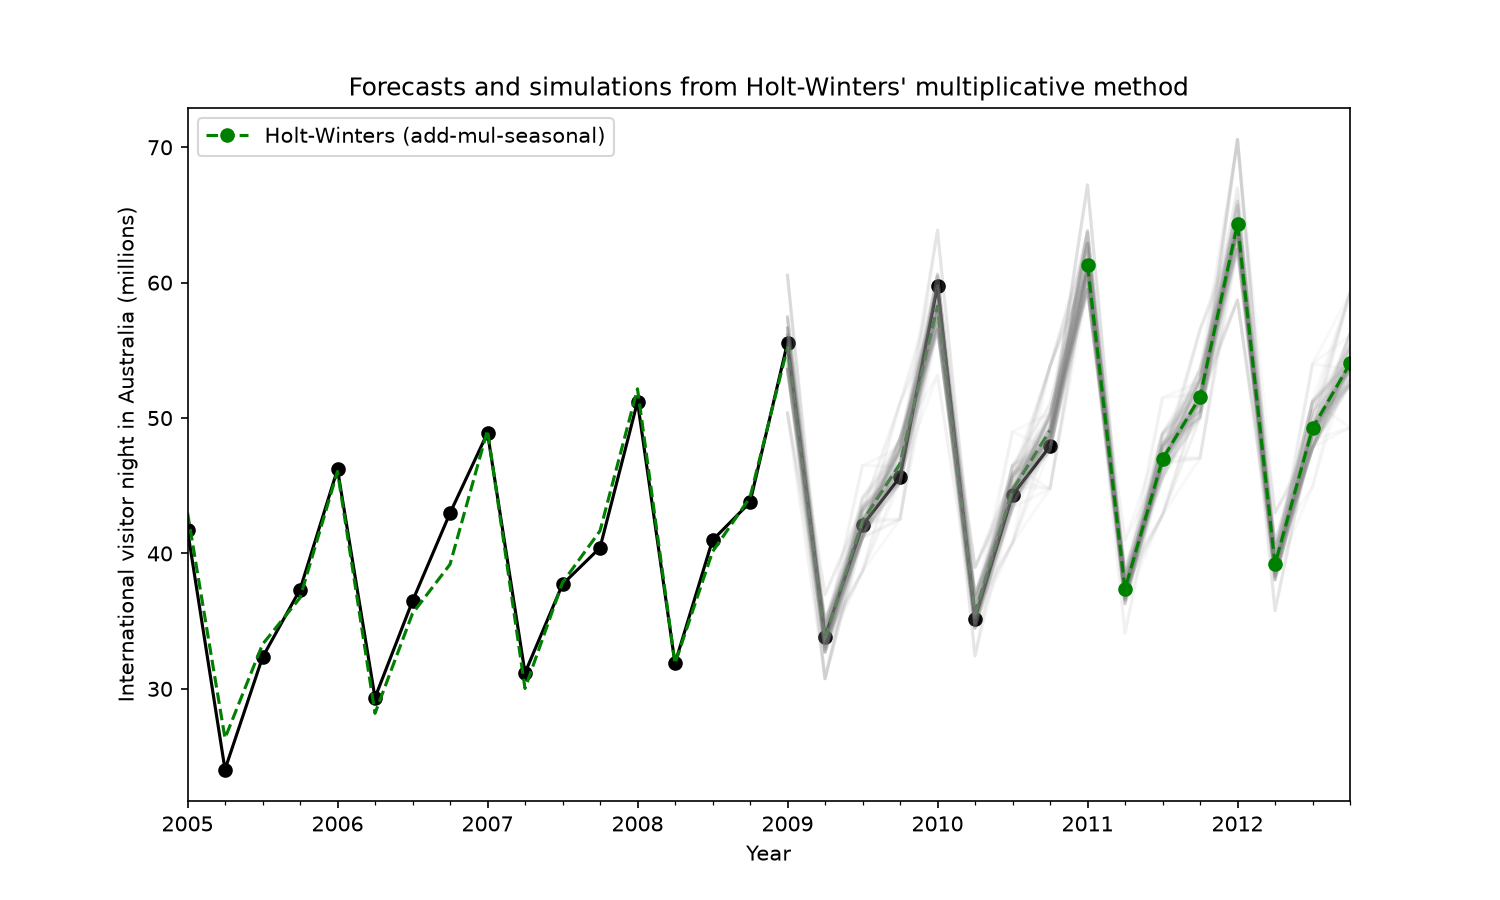 Forecasts and simulations from Holt-Winters' multiplicative method
Holt-Winters (add-mul-seasonal)
International visitor night in Australia (millions)
70
60
50
40
30
2005 2006 2007 2008 2009 2010 2011 2012
Year